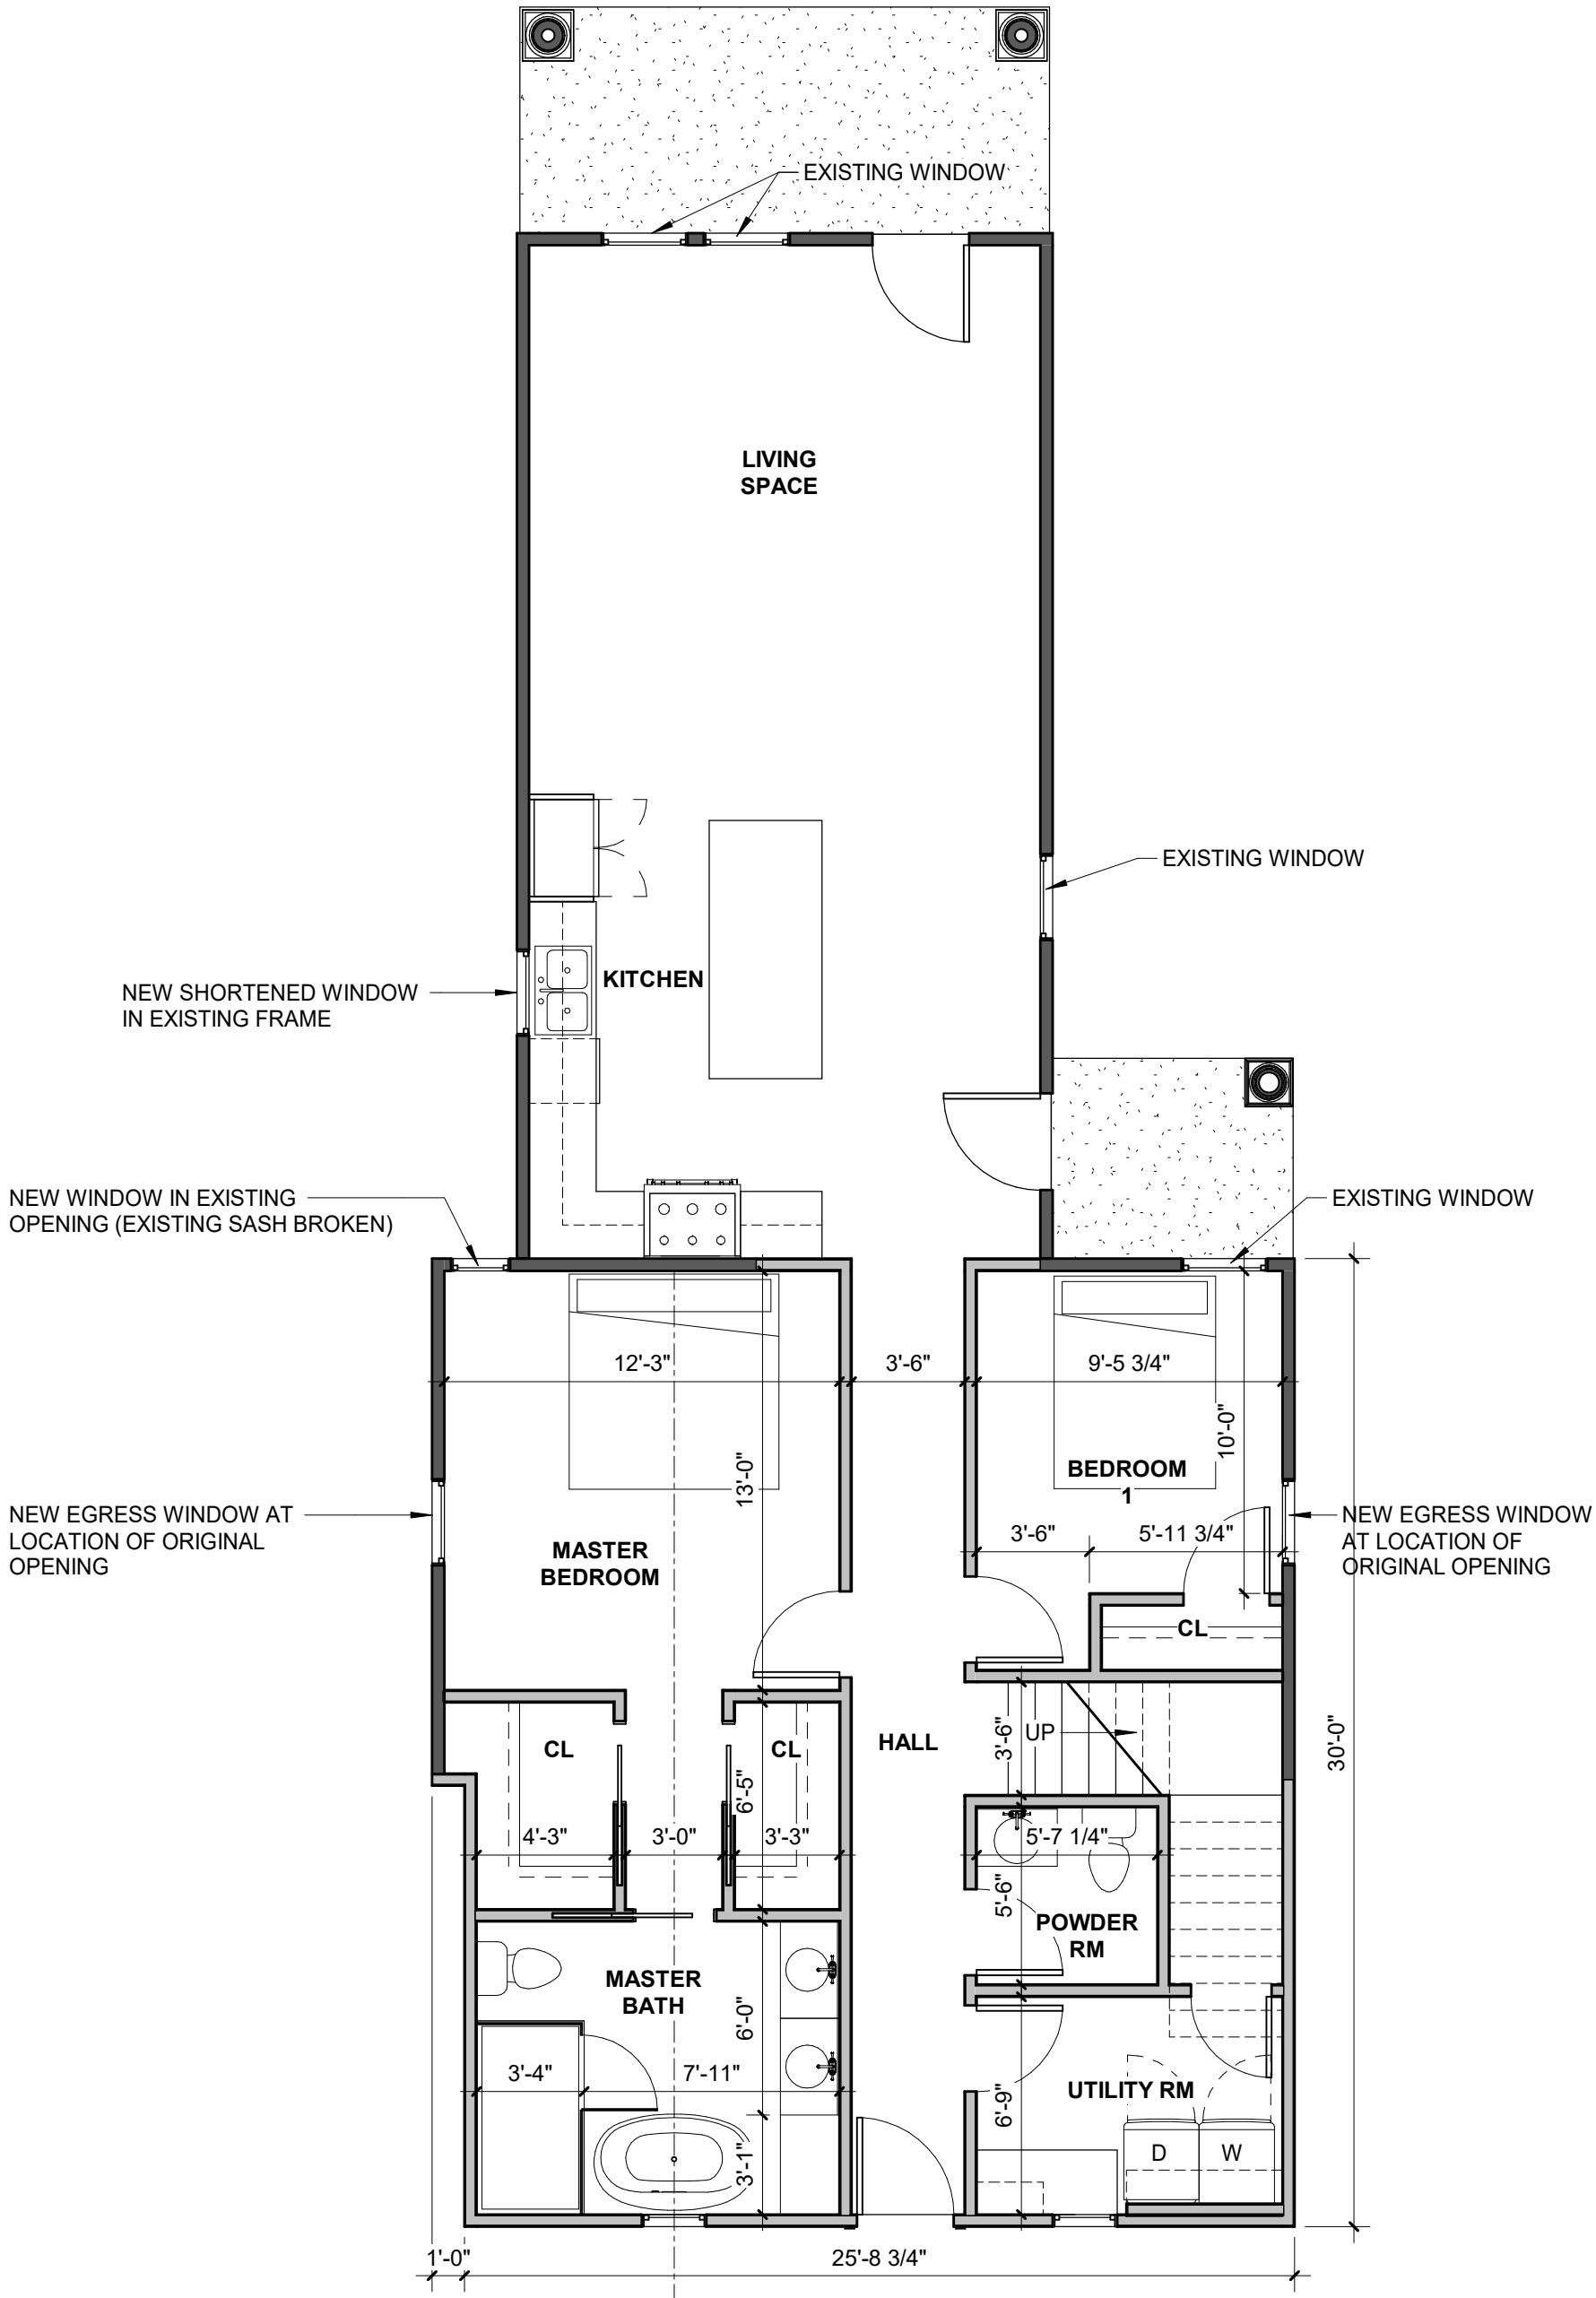 EXISTING WINDOW
LIVING
SPACE
EXISTING WINDOW
KITCHEN
NEW SHORTENED WINDOW
IN EXISTING FRAME
NEW WINDOW IN EXISTING
OPENING (EXISTING SASH BROKEN)
EXISTING WINDOW
12'-3"
3'-6"
9'-5 3/4"
10'-0"
13'-0"
BEDROOM
1
NEW EGRESS WINDOW AT
LOCATION OF ORIGINAL
OPENING
NEW EGRESS WINDOW
AT LOCATION OF
ORIGINAL OPENING
3'-6"
5'-11 3/4"
MASTER
BEDROOM
CL
CL
CL
HALL
3'-6"
UP
30'-0"
6'-5"
4'-3"
3'-0"
3'-3"
5'-7 1/4"
5'-6"
POWDER
RM
MASTER
BATH
6'-0"
3'-4"
7'-11"
UTILITY RM
6'-9"
3'-1"
D
W
1'-0"
25'-8 3/4"